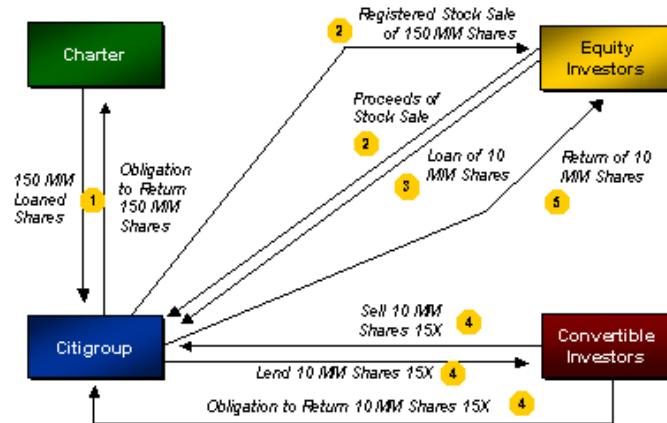 Charter
2
Registered Stock Sale
of 150 MM Shares
Equity
Investors
Proceeds of
Stock Sale
2
Loan of 10
MM Shares
3
Return of 10
MM Shares
5
150 MM
Loaned
Shares
1
Obligation
to Return
150 MM
Shares
Citigroup
Sell 10 MM
Shares 15X
4
Convertible
Investors
Lend 10 MM Shares 15X
4
Obligation to Return 10 MM Shares 15X
4